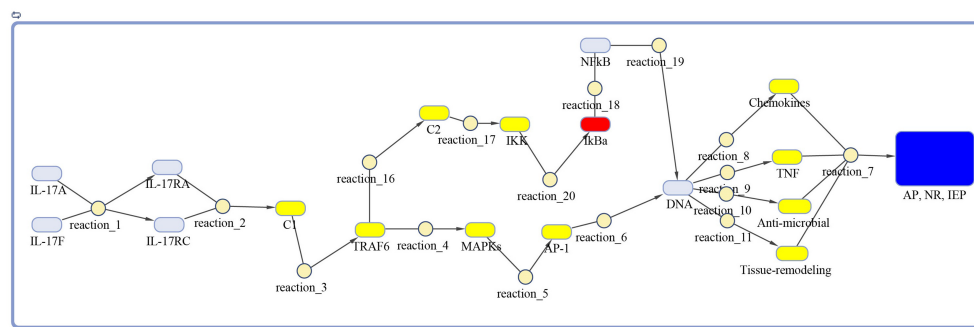 NFkB
reaction_19
reaction_18
Chemokines
C2
reaction_17
IKK
IkBa
reaction_8
reaction_16
reaction_20
TNF
reaction_7
IL-17A
IL-17RA
reaction_9
AP, NR, IEP
DNA
reaction_10
reaction_1
reaction_2
C1
Anti-microbial
IL-17F
IL-17RC
TRAF6
reaction_4
MAPKs
AP-1
reaction_6
reaction_11
Tissue-remodeling
reaction_3
reaction_5